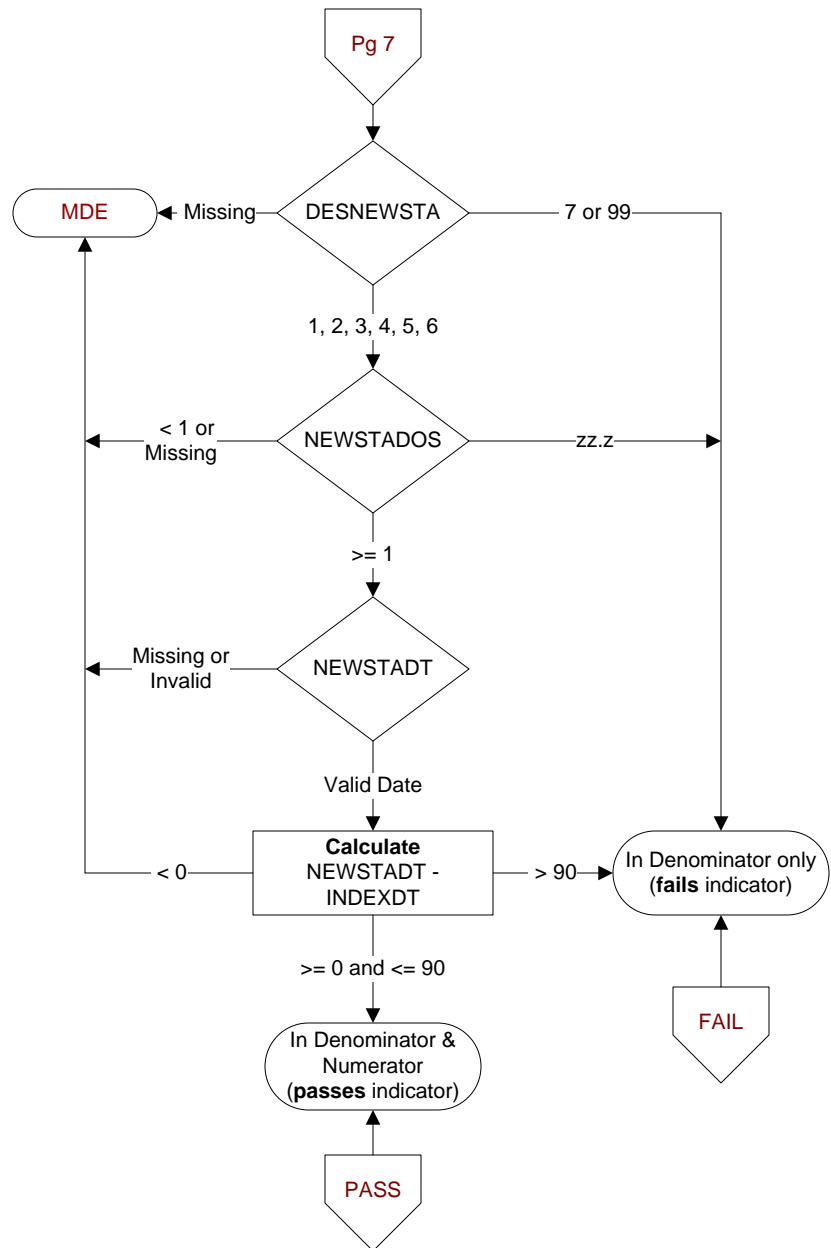 Pg 7
MDE
Missing
DESNEWSTA
7 or 99
1, 2, 3, 4, 5, 6
< 1 or
Missing
NEWSTADOS
zz.z
>= 1
Missing or
Invalid
NEWSTADT
Valid Date
< 0
Calculate
NEWSTADT -
INDEXDT
> 90
In Denominator only
(fails indicator)
>= 0 and <= 90
FAIL
In Denominator &
Numerator
(passes indicator)
PASS